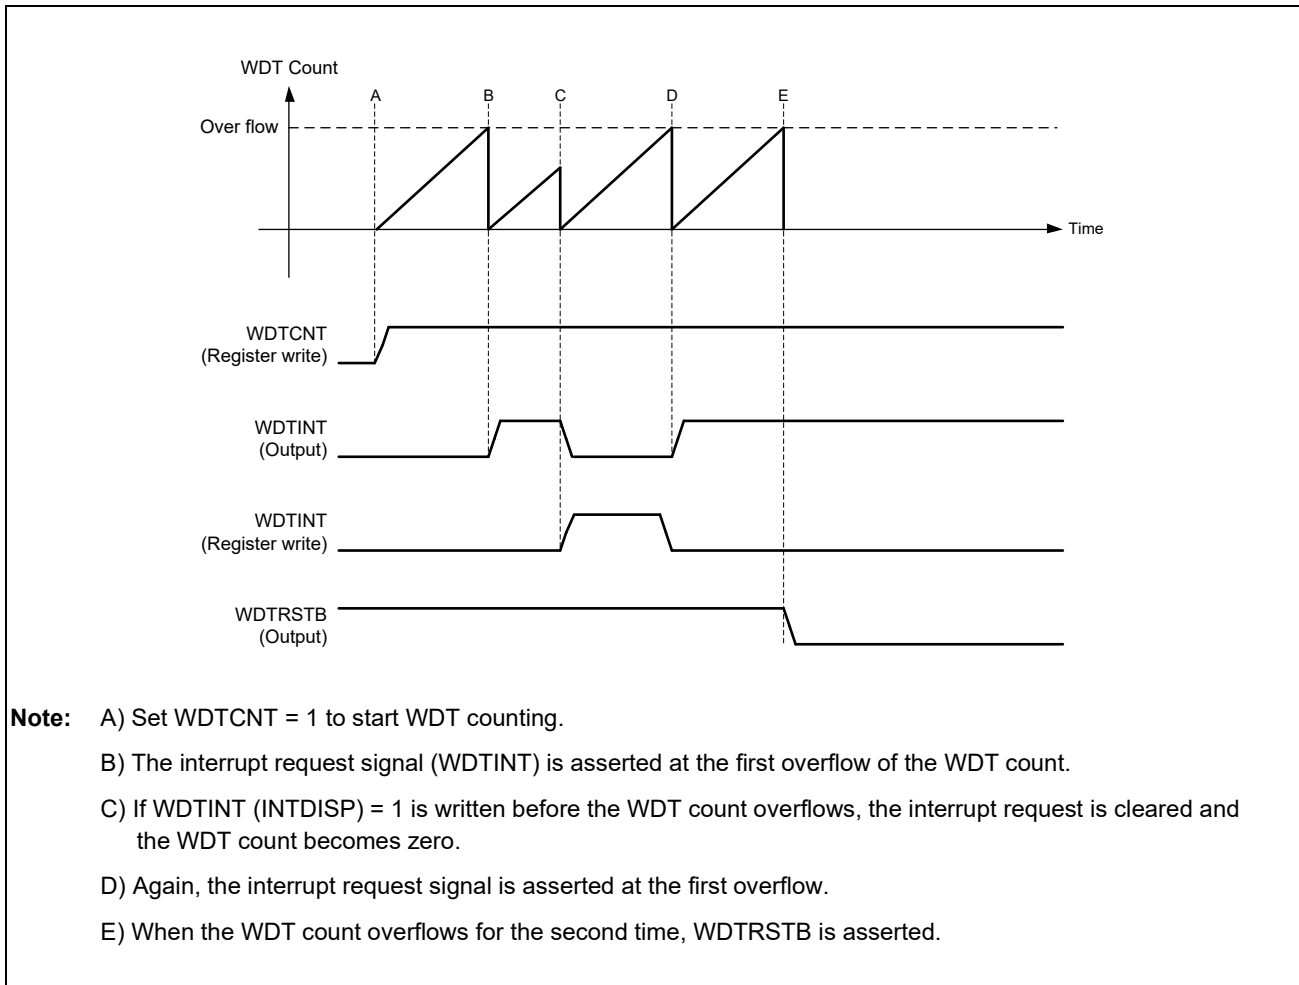 WDT Count
A B C D E
Over flow
Time
WDTCNT
(Register write)
WDTINT
(Output)
WDTINT
(Register write)
WDTRSTB
(Output)
Note: A) Set WDTCNT = 1 to start WDT counting.
B) The interrupt request signal (WDTINT) is asserted at the first overflow of the WDT count.
C) If WDTINT (INTDISP) = 1 is written before the WDT count overflows, the interrupt request is cleared and
the WDT count becomes zero.
D) Again, the interrupt request signal is asserted at the first overflow.
E) When the WDT count overflows for the second time, WDTRSTB is asserted.